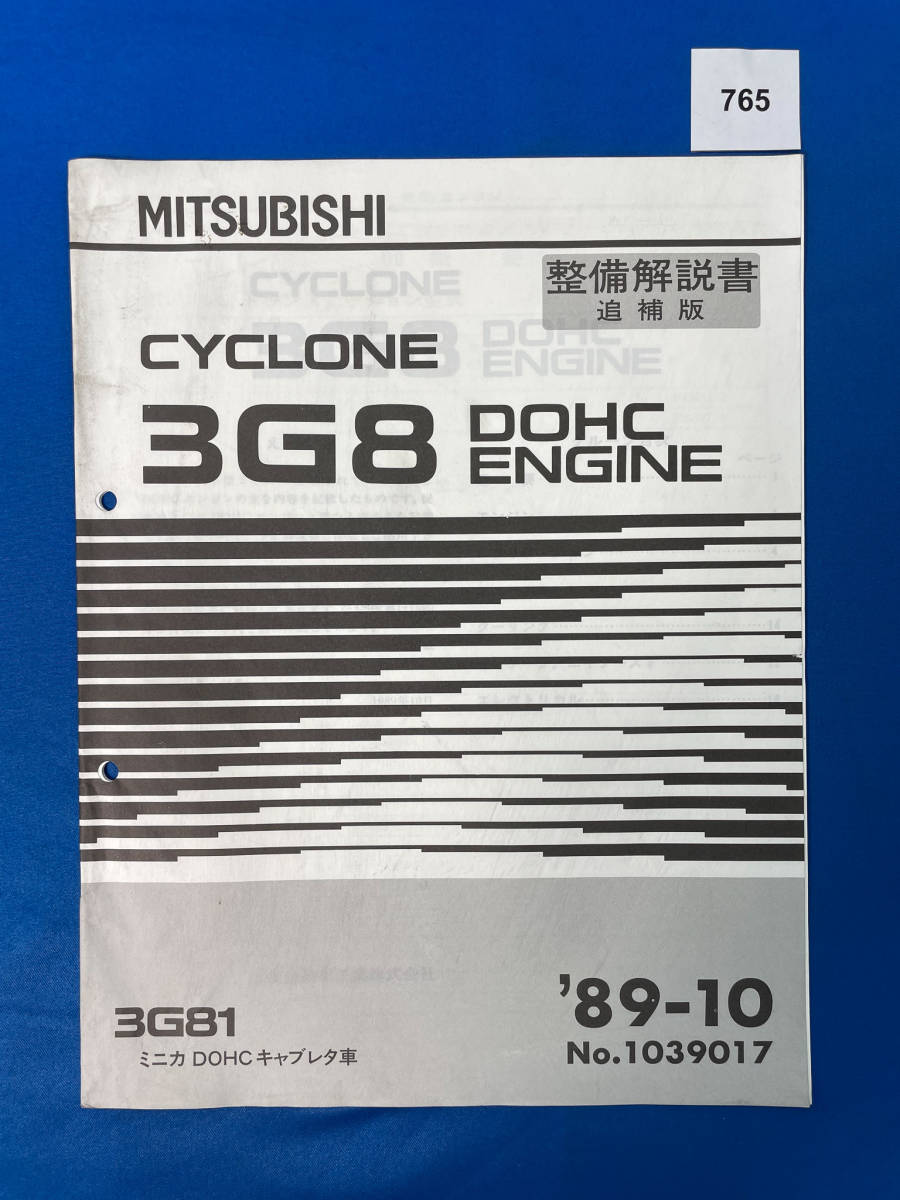 765
MITSUBISHI
整備解説書
追補版
CYCLONE
3G8 DOHC ENGINE
3G81
ミニカ DOHC キャブレタ車
'89-10
No.1039017